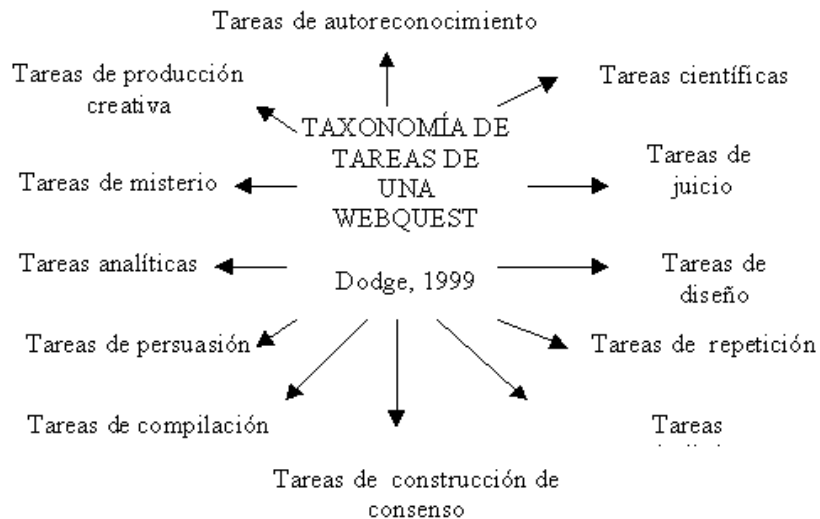 Tareas de autoreconocimiento
Tareas de producción
creativa
Tareas científicas
TAXONOMÍA DE
TAREAS DE
UNA
WEBQUEST
Tareas de
juicio
Tareas de misterio
Tareas analíticas
Dodge, 1999
Tareas de
diseño
Tareas de persuasión
Tareas de repetición
Tareas de compilación
Tareas
Tareas de construcción de
consenso